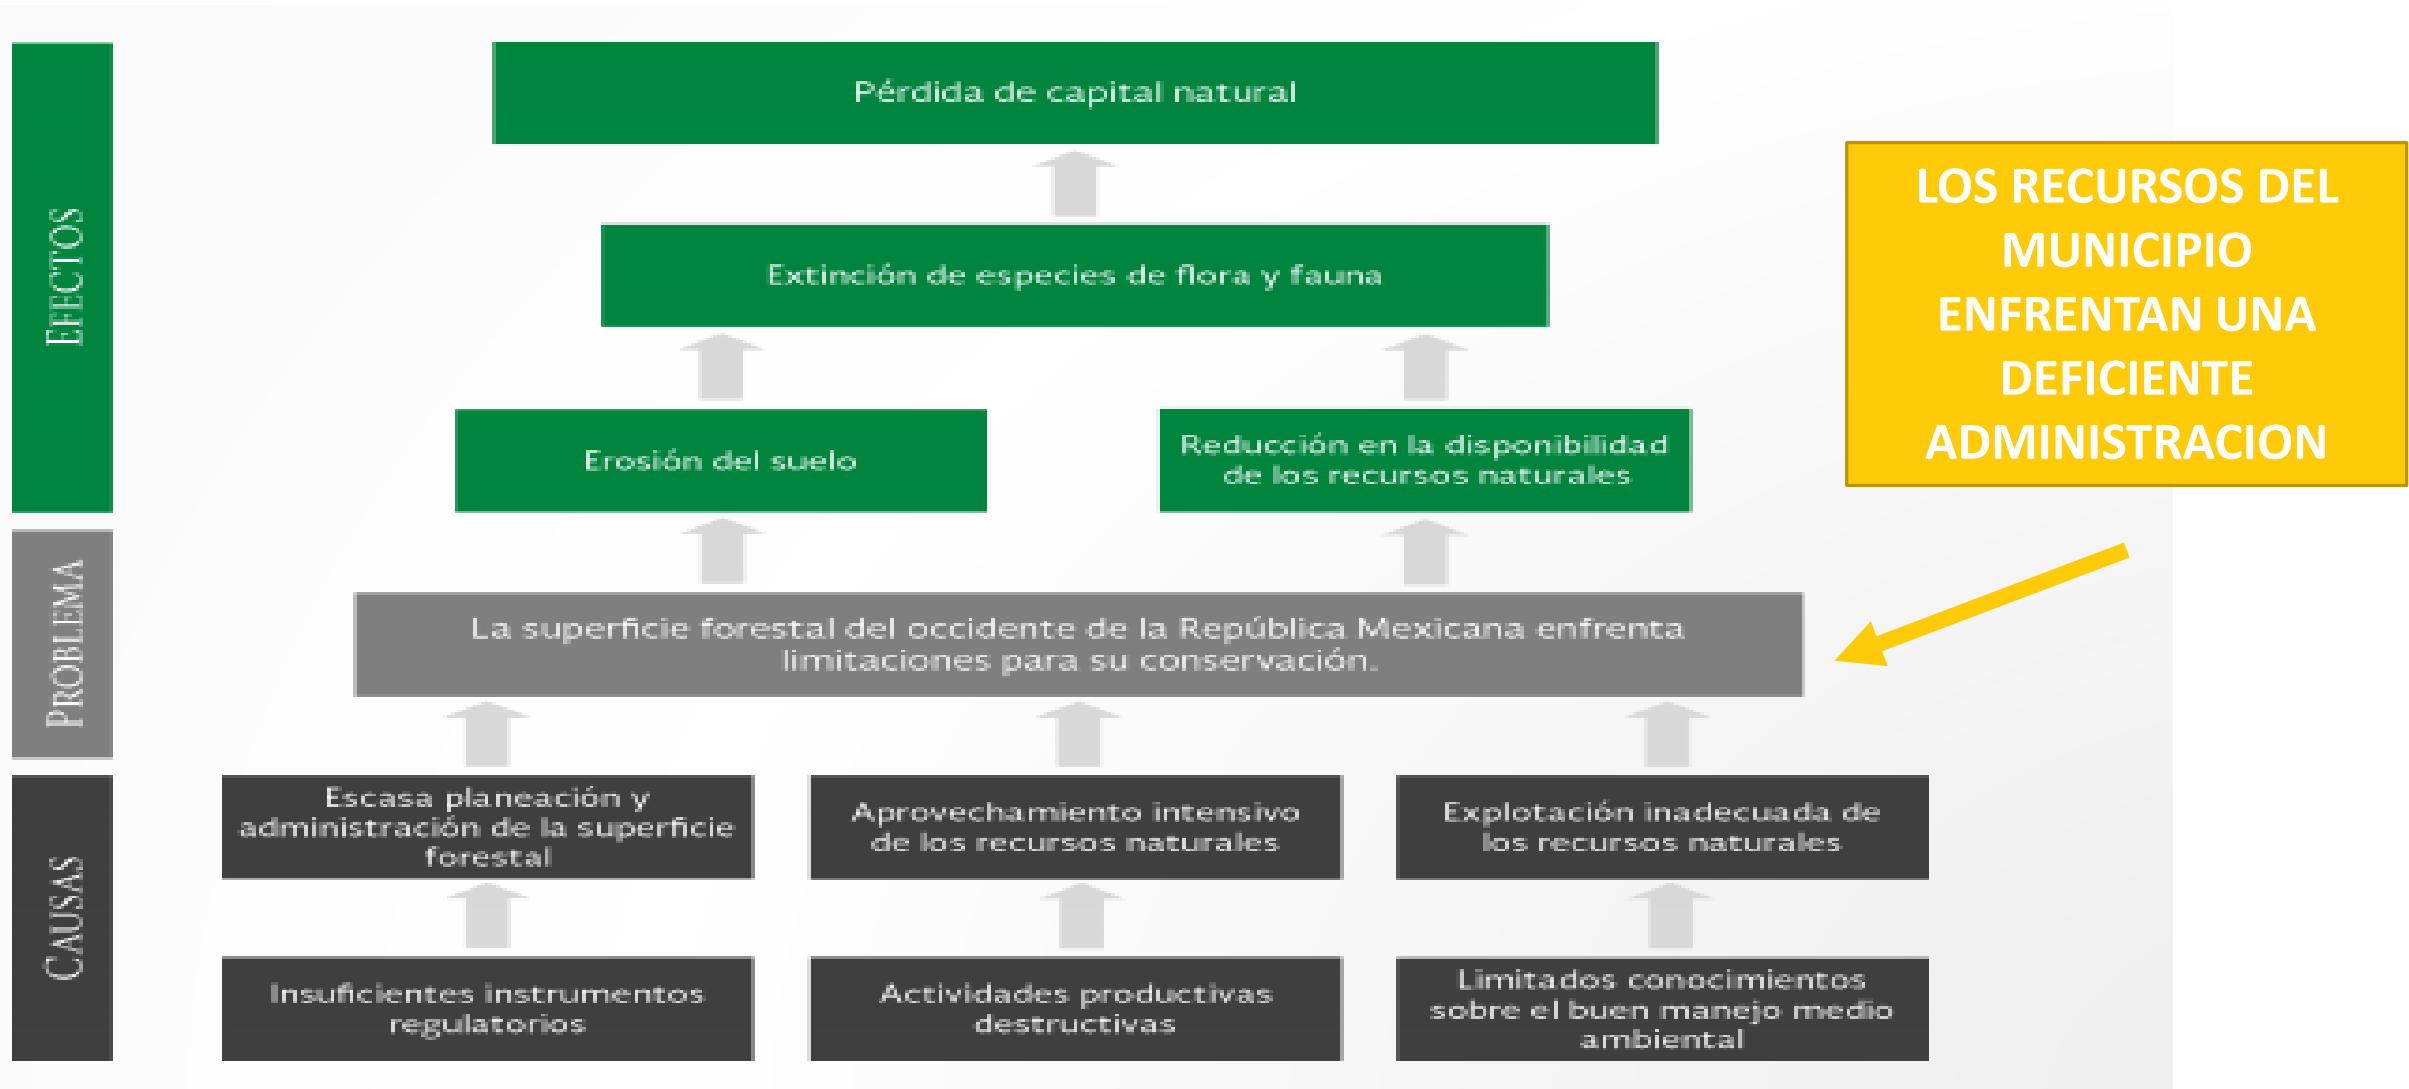 EFECTOS
Pérdida de capital natural
Extinción de especies de flora y fauna
Erosión del suelo
Reducción en la disponibilidad
de los recursos naturales
LOS RECURSOS DEL
MUNICIPIO
ENFRENTAN UNA
DEFICIENTE
ADMINISTRACION
PROBLEMA
La superficie forestal del occidente de la República Mexicana enfrenta
limitaciones para su conservación.
CAUSAS
Escasa planeación y
administración de la superficie
forestal
Aprovechamiento intensivo
de los recursos naturales
Explotación inadecuada de
los recursos naturales
Insuficientes instrumentos
regulatorios
Actividades productivas
destructivas
Limitados conocimientos
sobre el buen manejo medio
ambiental